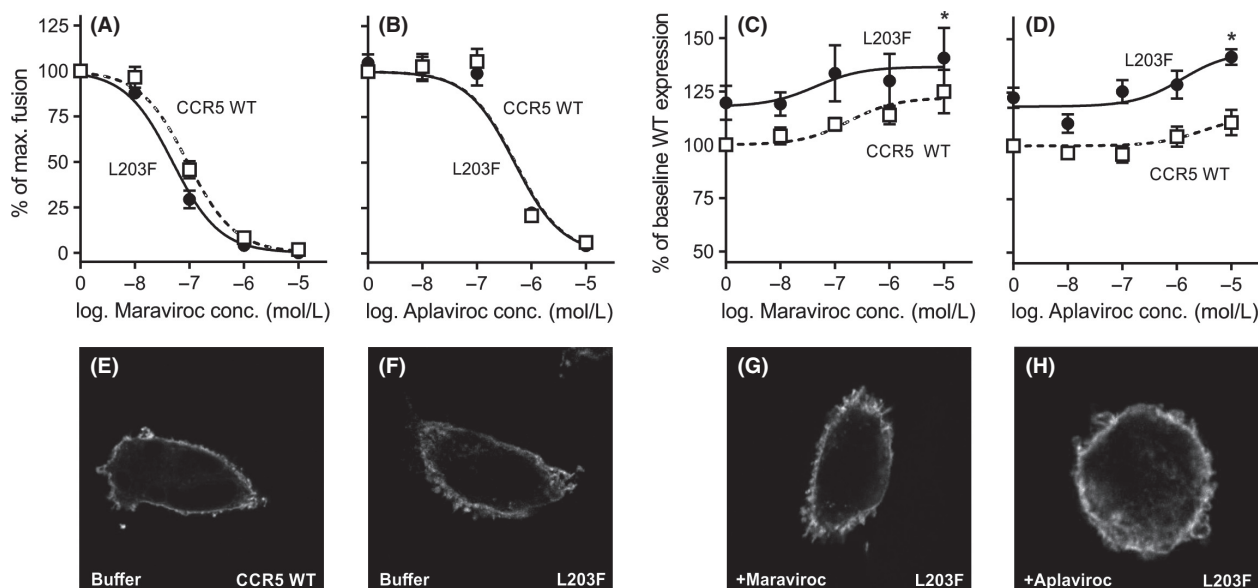 (A)
% of max. fusion
125
100
75
50
25
0
CCR5 WT
L203F
0 –8 –7 –6 –5
log. Maraviroc conc. (mol/L)
(B)
CCR5 WT
L203F
0 –8 –7 –6 –5
log. Aplaviroc conc. (mol/L)
(C)
% of baseline WT expression
150
125
100
75
50
*
L203F
CCR5 WT
0 –8 –7 –6 –5
log. Maraviroc conc. (mol/L)
(D)
*
L203F
CCR5 WT
0 –8 –7 –6 –5
log. Aplaviroc conc. (mol/L)
(E)
Buffer CCR5 WT
(F)
Buffer L203F
(G)
+Maraviroc L203F
(H)
+Aplaviroc L203F